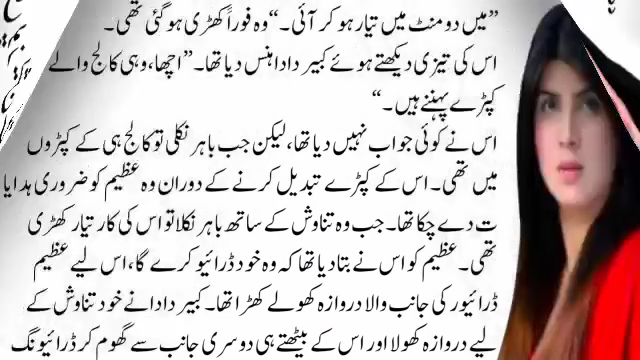 ”میں دو منٹ میں تیار ہو کر آئی۔“ وہ فوراً کھڑی ہو گئی تھی۔
اس کی تیزی دیکھتے ہوئے کبیر دادا ہنس دیا تھا۔ ”اچھا، وہی کالج والے
کپڑے پہننے ہیں۔“
اس نے کوئی جواب نہیں دیا تھا، لیکن جب باہر نکلی تو کالج ہی کے کپڑوں
میں تھی۔ اس کے کپڑے تبدیل کرنے کے دوران وہ عظیم کو ضروری ہدایا
ت دے چکا تھا۔ جب وہ تناوش کے ساتھ باہر نکلا تو اس کی کار تیار کھڑی
تھی۔ عظیم کو اس نے بتا دیا تھا کہ وہ خود ڈرائیو کرے گا، اس لیے عظیم
ڈرائیور کی جانب والا دروازہ کھولے کھڑا تھا۔ کبیر دادا نے خود تناوش کے
لیے دروازہ کھولا اور اس کے بیٹھتے ہی دوسری جانب سے گھوم کر ڈرائیونگ